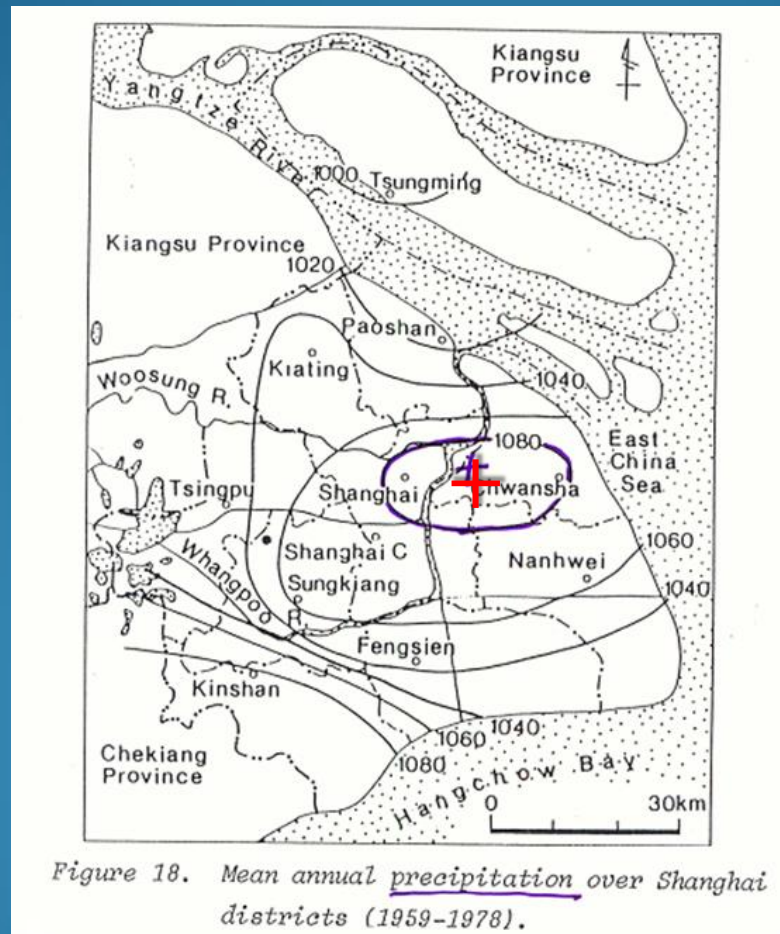 Kiangsu
Province
Yangtze River
1000 Tsungming
Kiangsu Province
1020
Paoshan
Kiating
1040
Woosung R.
1080
East
China
Sea
Tsingpu
Shanghai
Shanghai C
Nanhwei
1060
Whangpoo R.
Sungkiang
1040
Fengsien
Kinshan
1040
1060
1080
Chekiang
Province
Hangchow Bay
0 30km
Figure 18. Mean annual precipitation over Shanghai
districts (1959-1978).